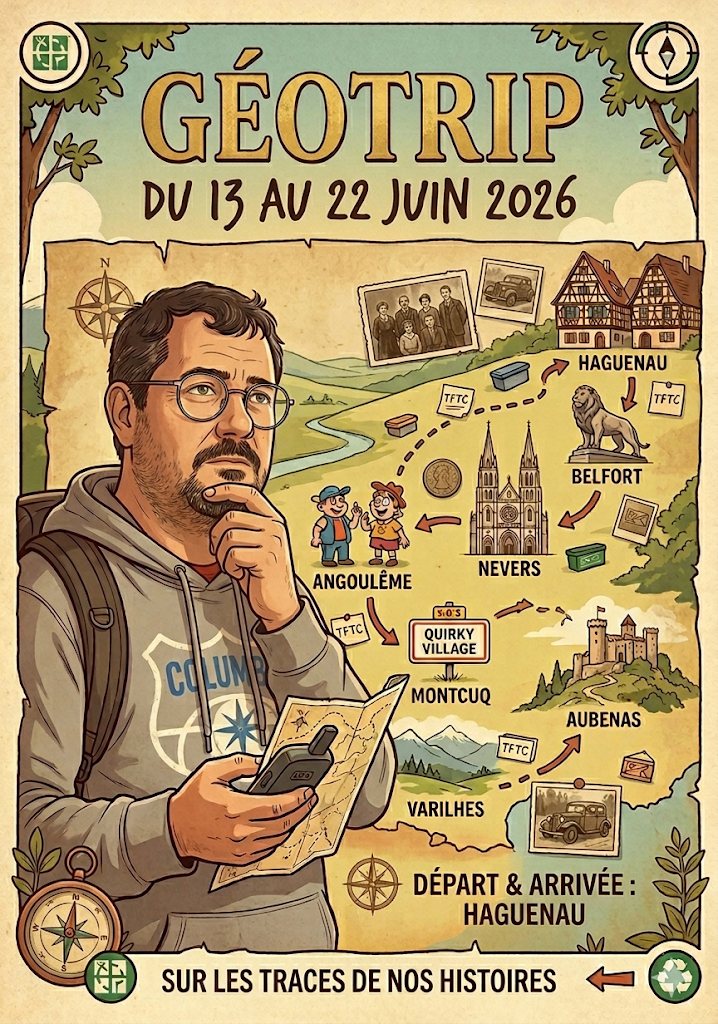 GÉOTRIP
DU 13 AU 22 JUIN 2026
N
HAGUENAU
TFTC
TFTC
BELFORT
NEVERS
ANGOULÊME
TFTC
QUIRKY
VILLAGE
MONTCUQ
AUBENAS
COLUMB
TFTC
VARILHES
DÉPART & ARRIVÉE :
HAGUENAU
N
W
S
SUR LES TRACES DE NOS HISTOIRES